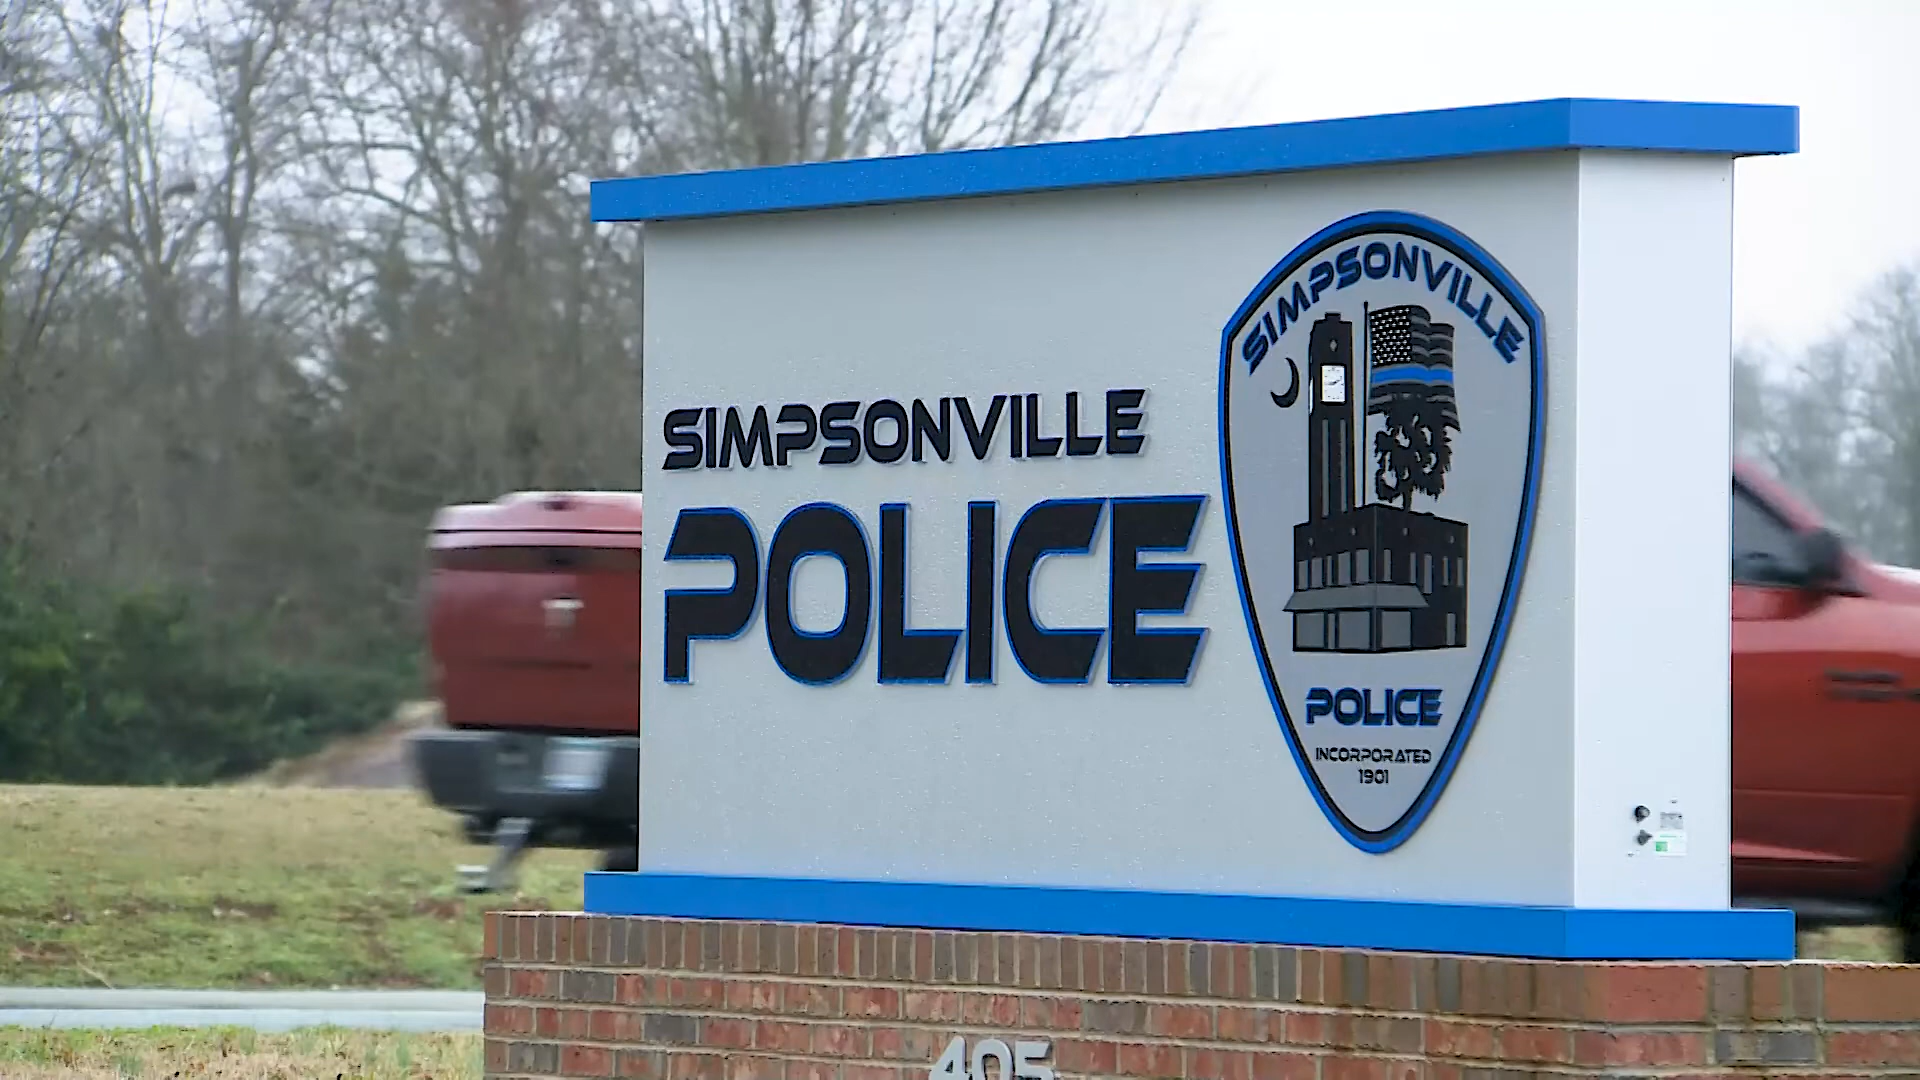 SIMPSONVILLE
POLICE
SIMPSONVILLE
POLICE
INCORPORATED
1901
405